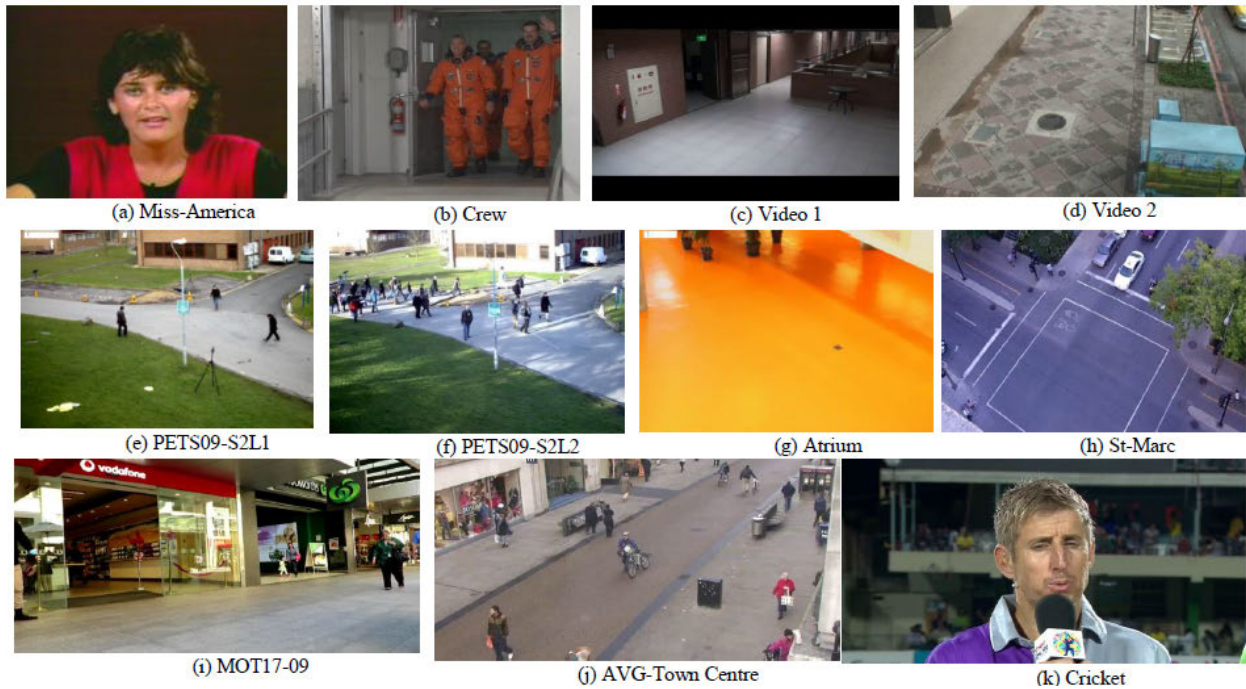 (a) Miss-America
(b) Crew
(c) Video 1
(d) Video 2
(e) PETS09-S2L1
(f) PETS09-S2L2
(g) Atrium
(h) St-Marc
vodafone
(i) MOT17-09
(j) AVG-Town Centre
(k) Cricket